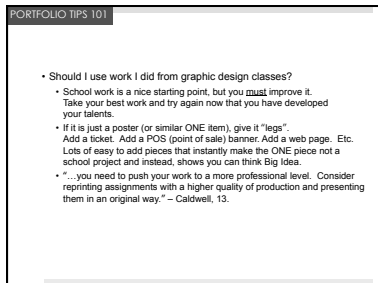 PORTFOLIO TIPS 101
• Should I use work I did from graphic design classes?
• School work is a nice starting point, but you must improve it.
Take your best work and try again now that you have developed
your talents.
• If it is just a poster (or similar ONE item), give it "legs".
Add a ticket. Add a POS (point of sale) banner. Add a web page. Etc.
Lots of easy to add pieces that instantly make the ONE piece not a
school project and instead, shows you can think Big Idea.
• "…you need to push your work to a more professional level. Consider
reprinting assignments with a higher quality of production and presenting
them in an original way." – Caldwell, 13.